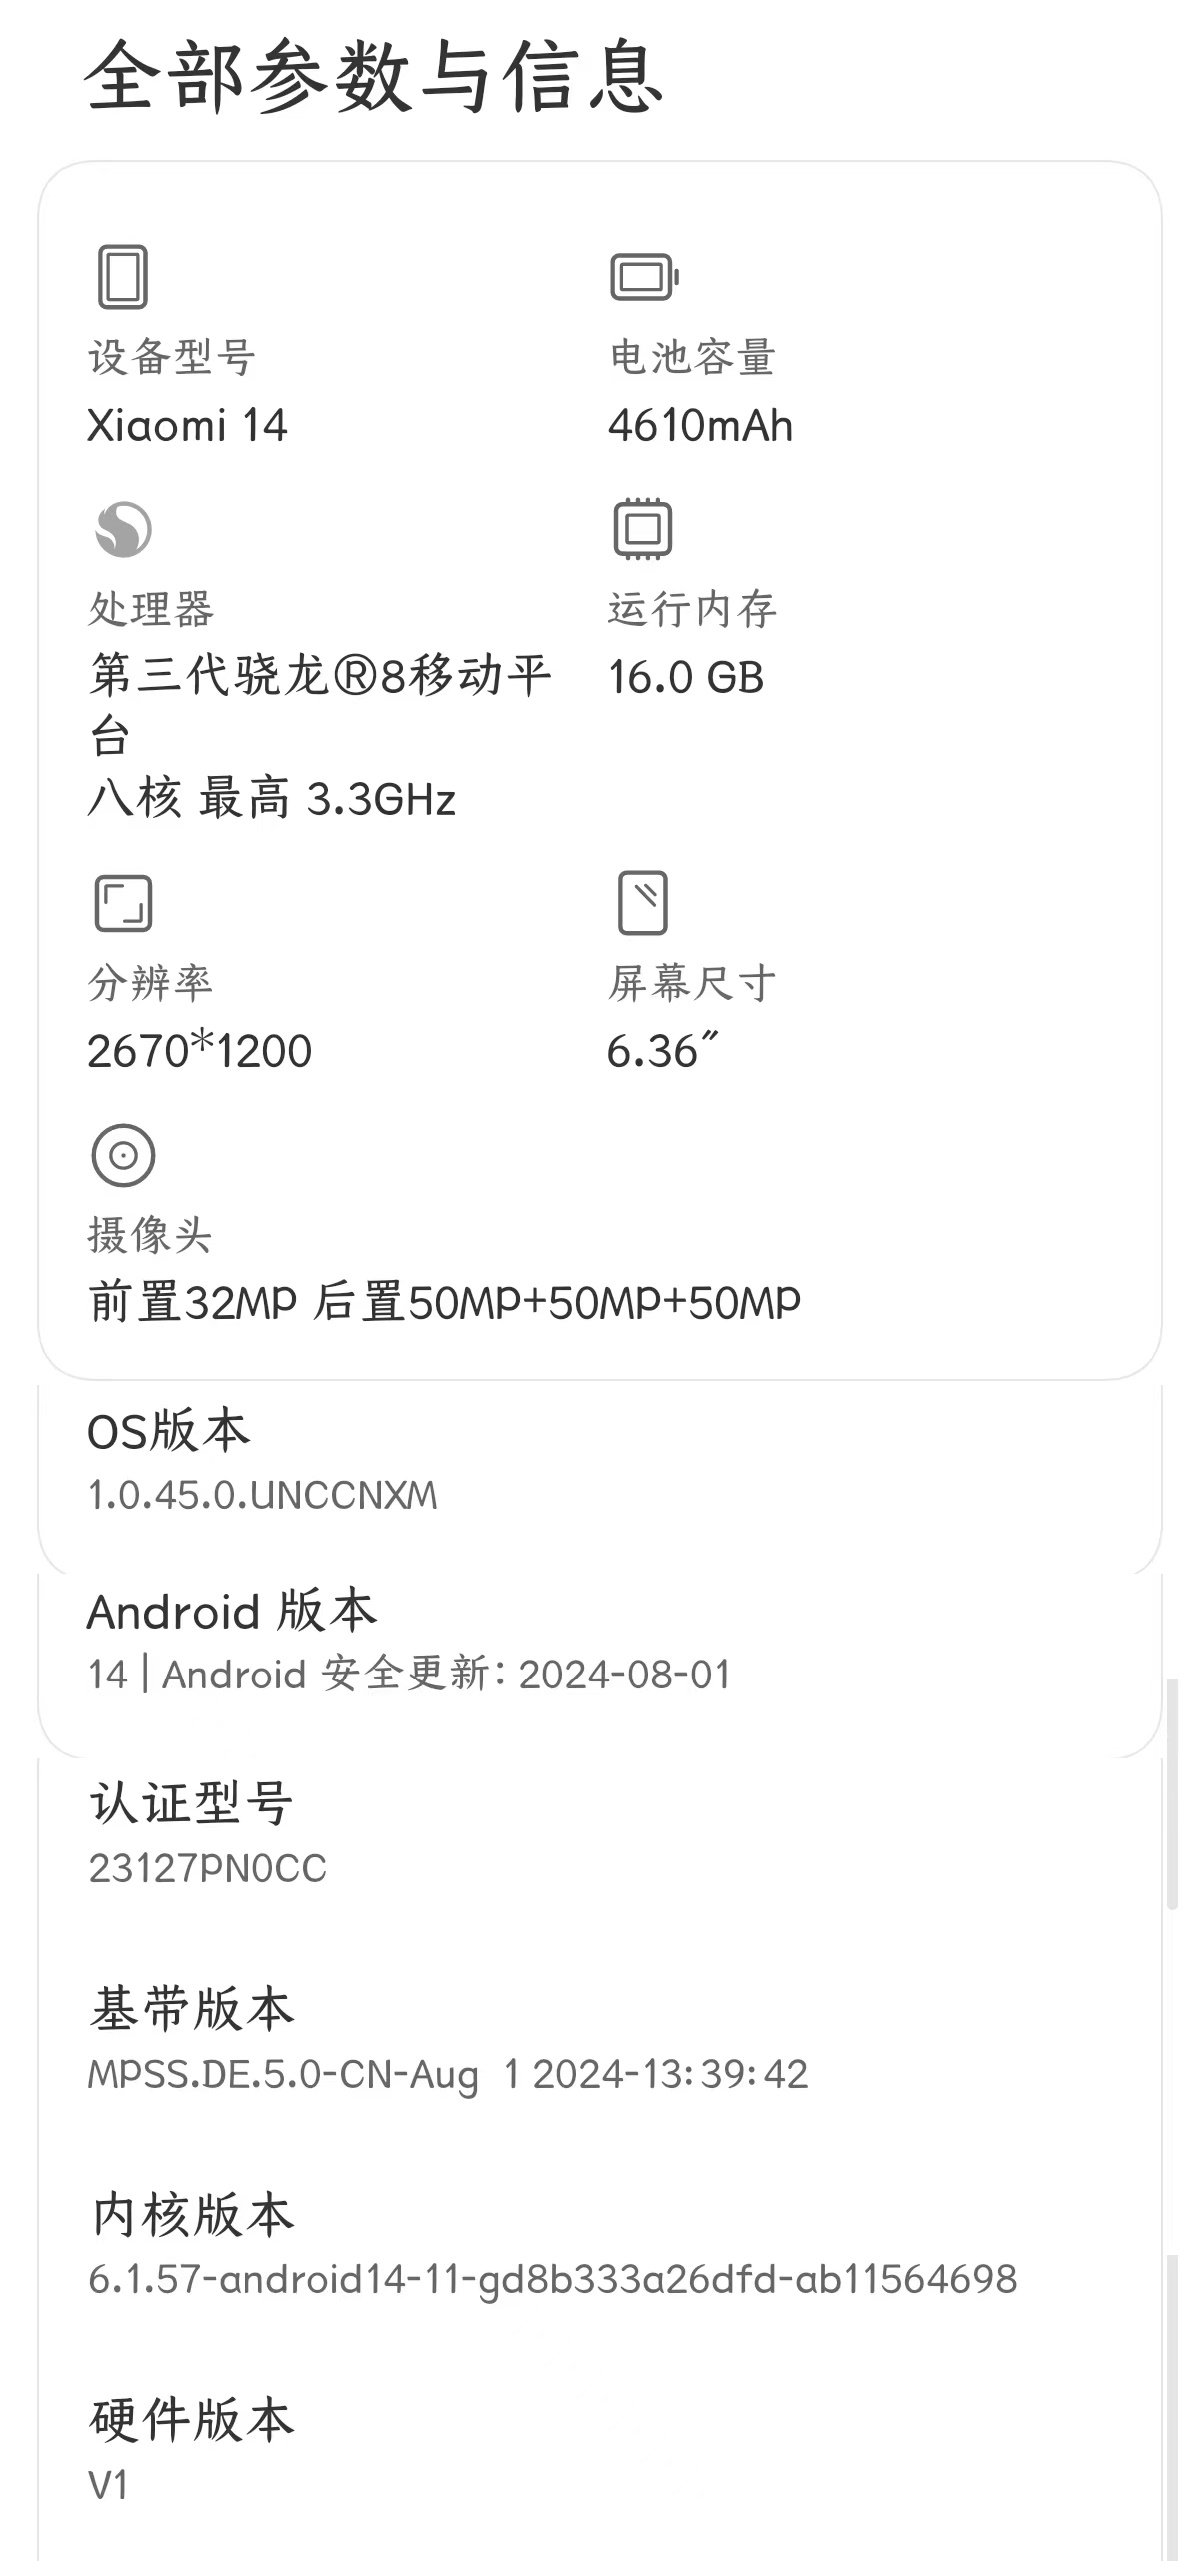 全部参数与信息
设备型号
Xiaomi 14
电池容量
4610mAh
处理器
第三代骁龙®8移动平
台
八核 最高 3.3GHz
运行内存
16.0 GB
分辨率
2670*1200
屏幕尺寸
6.36"
摄像头
前置32MP 后置50MP+50MP+50MP
OS版本
1.0.45.0.UNCCNXM
Android 版本
14 | Android 安全更新: 2024-08-01
认证型号
23127PN0CC
基带版本
MPSS.DE.5.0-CN-Aug  1 2024-13:39:42
内核版本
6.1.57-android14-11-gd8b333a26dfd-ab11564698
硬件版本
V1